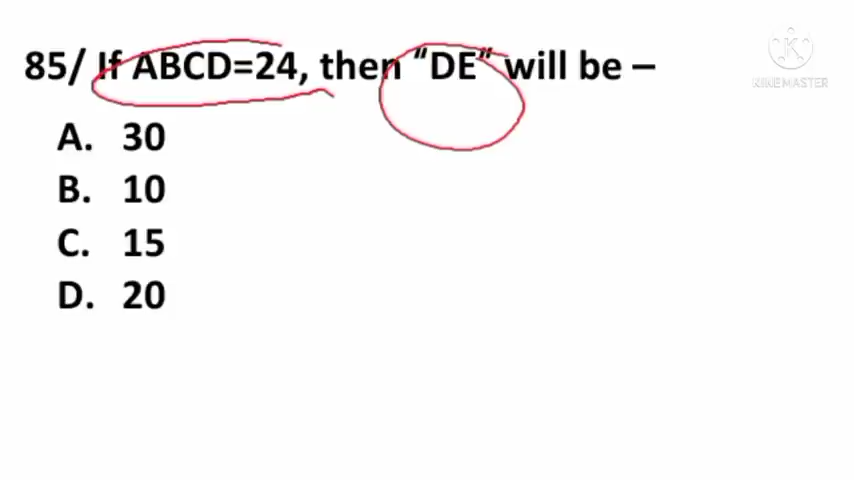 85/ If ABCD=24, then “DE” will be –
A. 30
B. 10
C. 15
D. 20
KINEMASTER